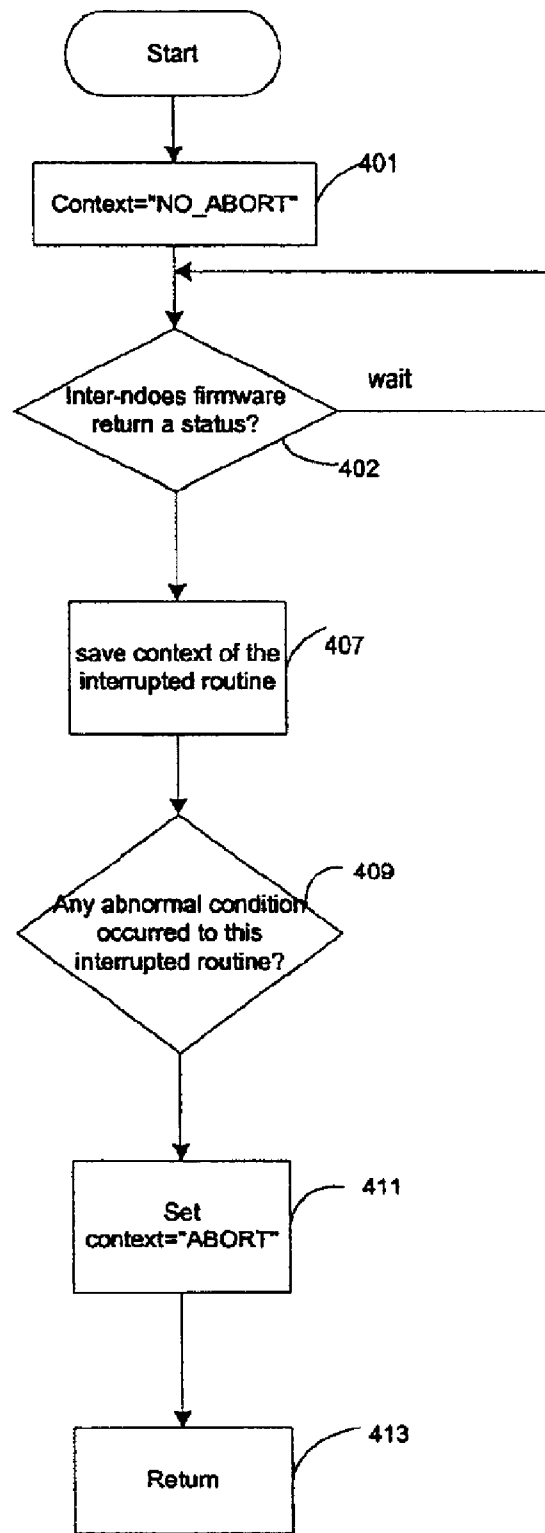 Start
401
Context="NO_ABORT"
Inter-ndoes firmware
return a status?
wait
402
save context of the
interrupted routine
407
409
Any abnormal condition
occurred to this
interrupted routine?
411
Set
context="ABORT"
413
Return